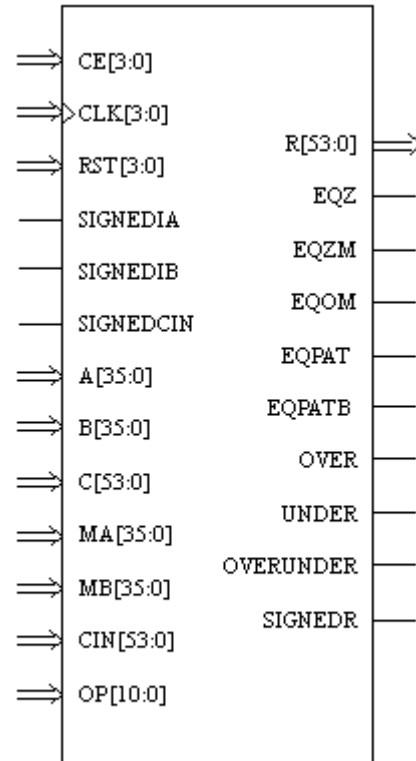 CE[3:0]
CLK[3:0]
RST[3:0]
SIGNEDIA
SIGNEDIB
SIGNEDCIN
A[35:0]
B[35:0]
C[53:0]
MA[35:0]
MB[35:0]
CIN[53:0]
OP[10:0]
R[53:0]
EQZ
EQZM
EQOM
EQPAT
EQPATB
OVER
UNDER
OVERUNDER
SIGNEDR